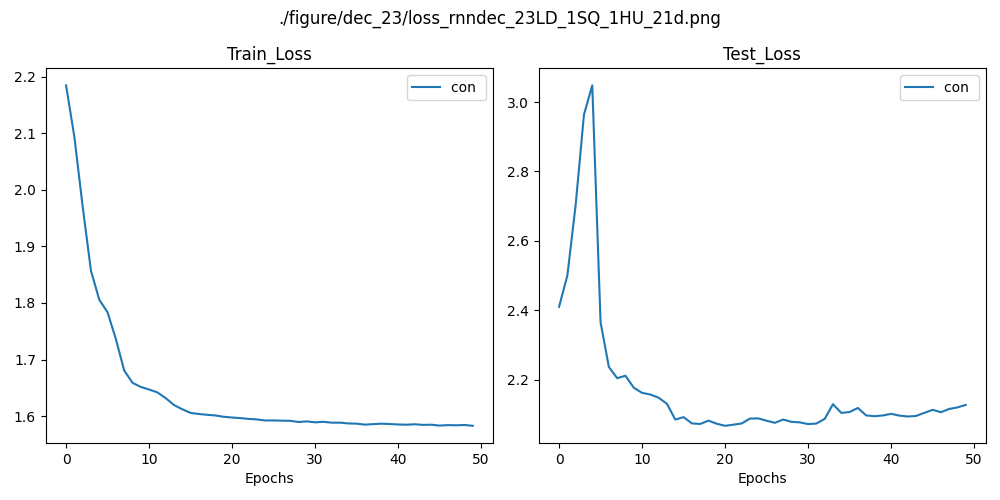 ./figure/dec_23/loss_rnndec_23LD_1SQ_1HU_21d.png
Train_Loss
con
2.2
2.1
2.0
1.9
1.8
1.7
1.6
0 10 20 30 40 50
Epochs
Test_Loss
con
3.0
2.8
2.6
2.4
2.2
0 10 20 30 40 50
Epochs